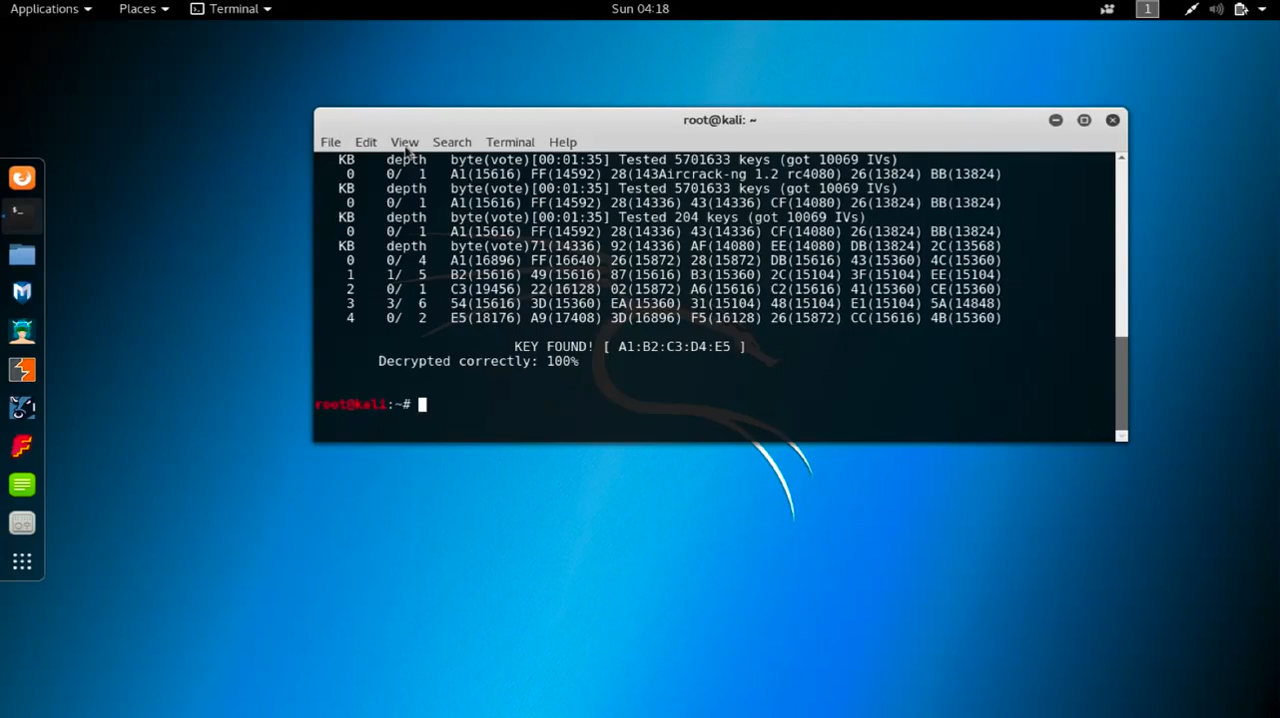 Applications Places Terminal Sun 04:18 1
root@kali: ~
File Edit View Search Terminal Help
KB depth byte(vote)[00:01:35] Tested 5701633 keys (got 10069 IVs)
0 0/ 1 A1(15616) FF(14592) 28(143Aircrack-ng 1.2 rc4080) 26(13824) BB(13824)
KB depth byte(vote)[00:01:35] Tested 5701633 keys (got 10069 IVs)
0 0/ 1 A1(15616) FF(14592) 28(14336) 43(14336) CF(14080) 26(13824) BB(13824)
KB depth byte(vote)[00:01:35] Tested 204 keys (got 10069 IVs)
0 0/ 1 A1(15616) FF(14592) 28(14336) 43(14336) CF(14080) 26(13824) BB(13824)
KB depth byte(vote)71(14336) 92(14336) AF(14080) EE(14080) DB(13824) 2C(13568)
0 0/ 4 A1(16896) FF(16640) 26(15872) 28(15872) DB(15616) 43(15360) 4C(15360)
1 1/ 5 B2(15616) 49(15616) 87(15616) B3(15360) 2C(15104) 3F(15104) EE(15104)
2 0/ 1 C3(19456) 22(16128) 02(15872) A6(15616) C2(15616) 41(15360) CE(15360)
3 3/ 6 54(15616) 3D(15360) EA(15360) 31(15104) 48(15104) E1(15104) 5A(14848)
4 0/ 2 E5(18176) A9(17408) 3D(16896) F5(16128) 26(15872) CC(15616) 4B(15360)
KEY FOUND! [ A1:B2:C3:D4:E5 ]
Decrypted correctly: 100%
root@kali:~#